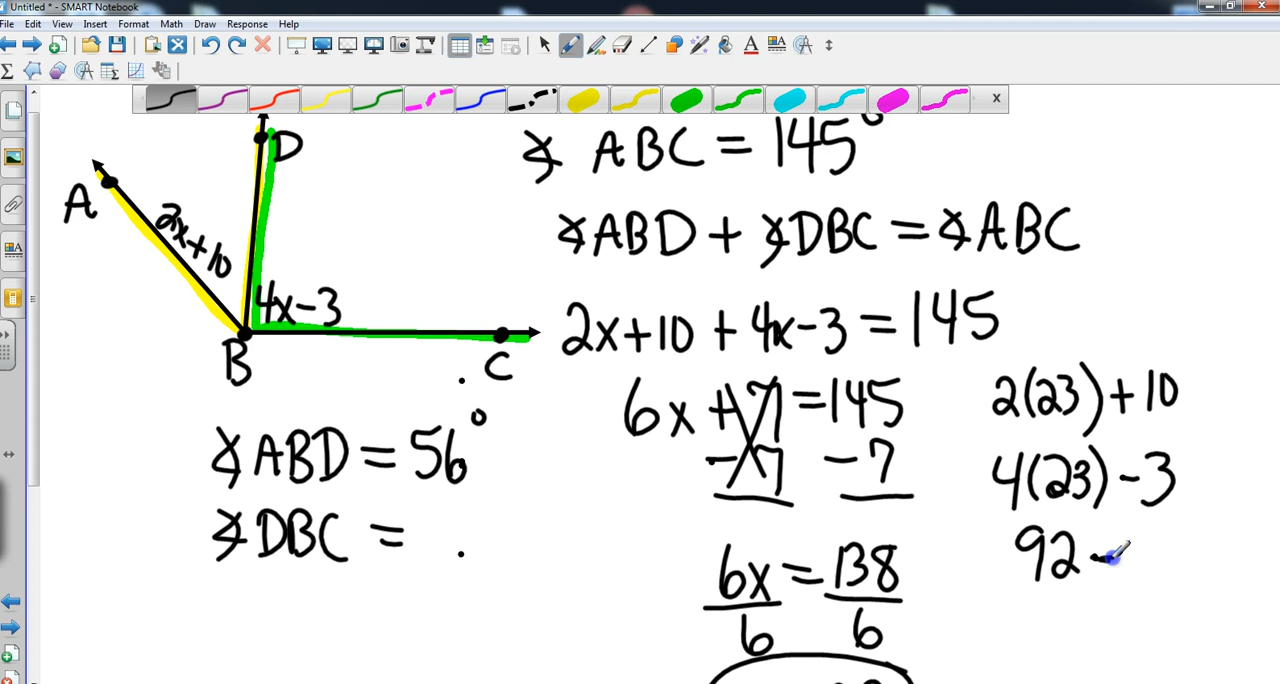 Untitled * - SMART Notebook
File Edit View Insert Format Math Draw Response Help
x
D
A
2x+10
4x-3
B
C
∡ABC = 145°
∡ABD + ∡DBC = ∡ABC
2x+10 + 4x-3 = 145
6x +7 = 145
-7 -7
6x = 138
6 6
2(23) + 10
4(23) - 3
92 -
∡ABD = 56°
∡DBC =